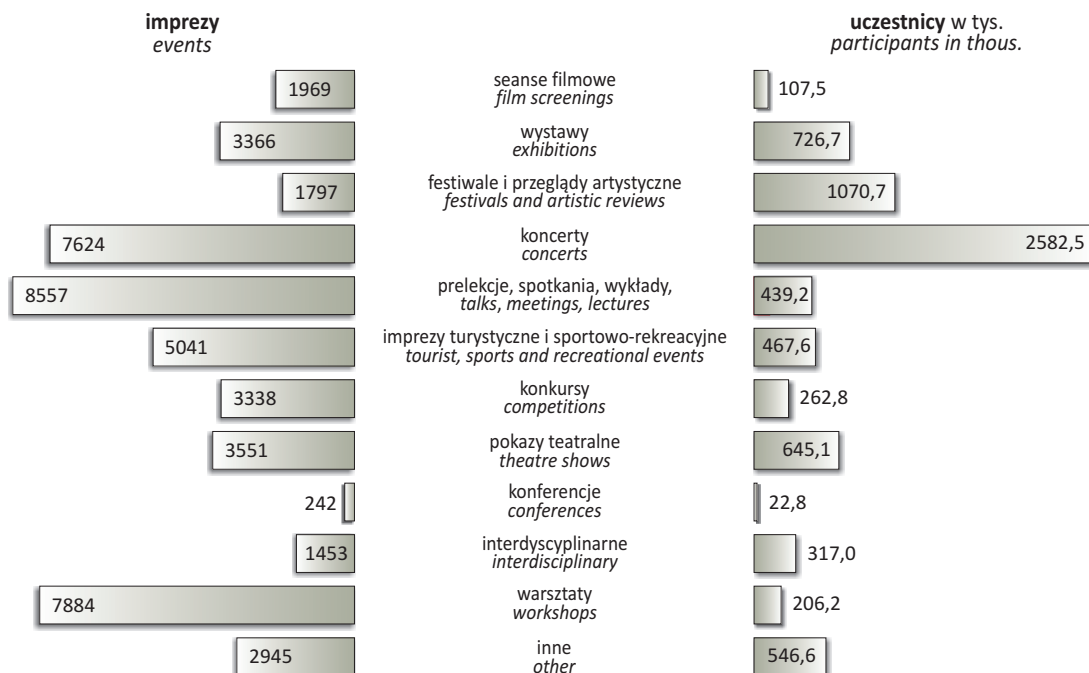 imprezy
events
uczestnicy w tys.
participants in thous.
1969
seanse filmowe
film screenings
107,5
3366
wystawy
exhibitions
726,7
1797
festiwale i przeglądy artystyczne
festivals and artistic reviews
1070,7
7624
koncerty
concerts
2582,5
8557
prelekcje, spotkania, wykłady,
talks, meetings, lectures
439,2
5041
imprezy turystyczne i sportowo-rekreacyjne
tourist, sports and recreational events
467,6
3338
konkursy
competitions
262,8
3551
pokazy teatralne
theatre shows
645,1
242
konferencje
conferences
22,8
1453
interdyscyplinarne
interdisciplinary
317,0
7884
warsztaty
workshops
206,2
2945
inne
other
546,6